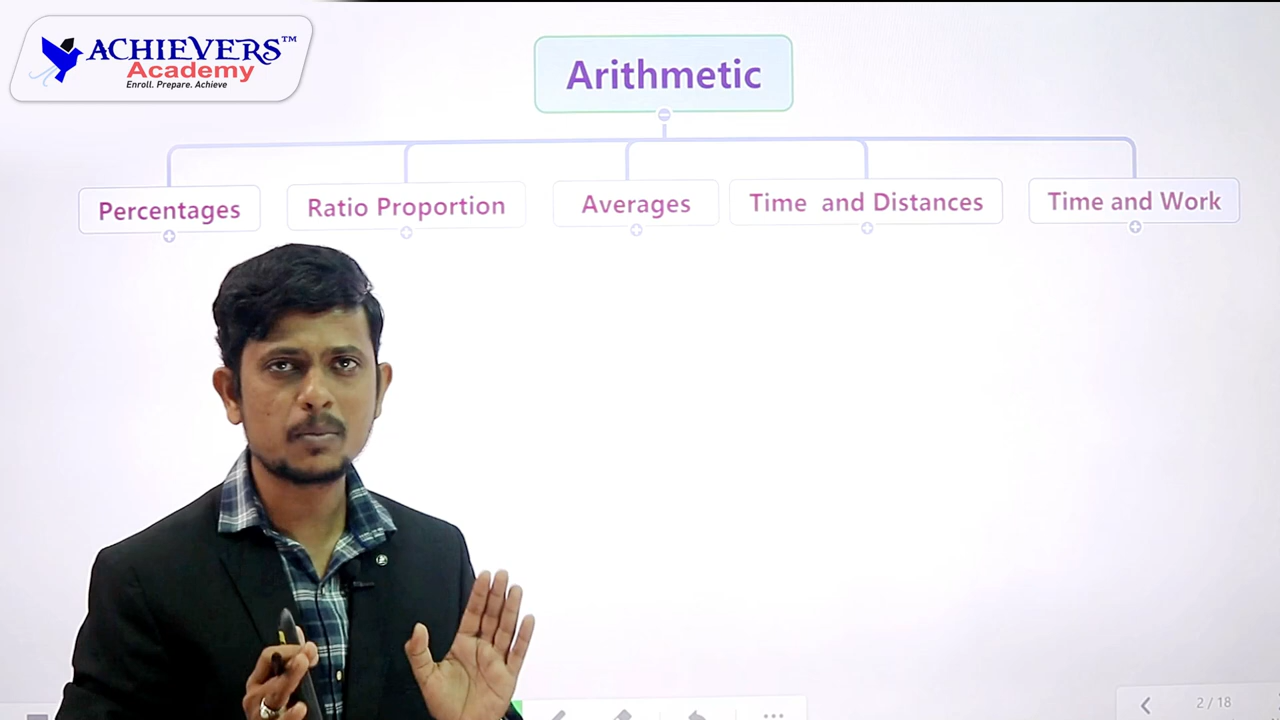 ACHIEVERS™
Academy
Enroll. Prepare. Achieve
Arithmetic
Percentages
Ratio Proportion
Averages
Time and Distances
Time and Work
2 / 18